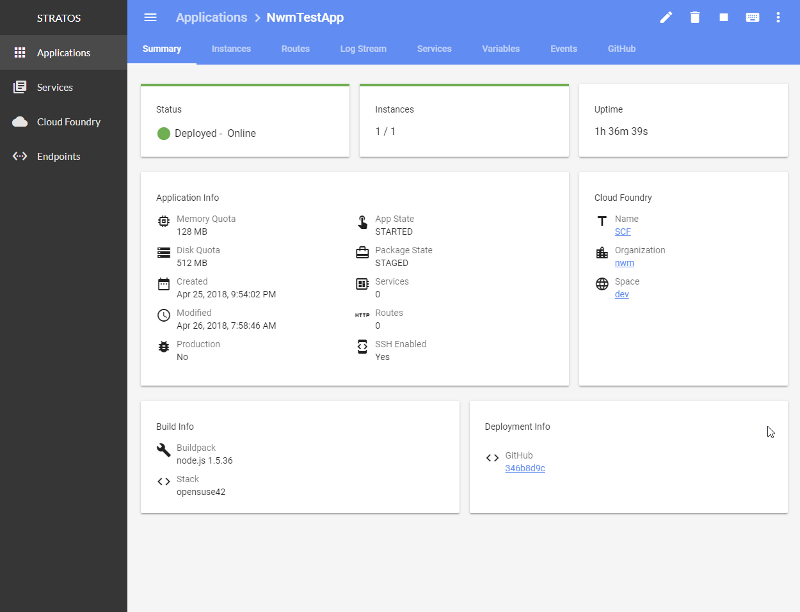 STRATOS
Applications
Services
Cloud Foundry
Endpoints
Applications > NwmTestApp
Summary
Instances
Routes
Log Stream
Services
Variables
Events
GitHub
Status
Deployed - Online
Instances
1 / 1
Uptime
1h 36m 39s
Application Info
Memory Quota
128 MB
Disk Quota
512 MB
Created
Apr 25, 2018, 9:54:02 PM
Modified
Apr 26, 2018, 7:58:46 AM
Production
No
App State
STARTED
Package State
STAGED
Services
0
HTTP
Routes
0
SSH Enabled
Yes
Cloud Foundry
Name
SCF
Organization
nwm
Space
dev
Build Info
Buildpack
node.js 1.5.36
Stack
opensuse42
Deployment Info
GitHub
346b8d9c